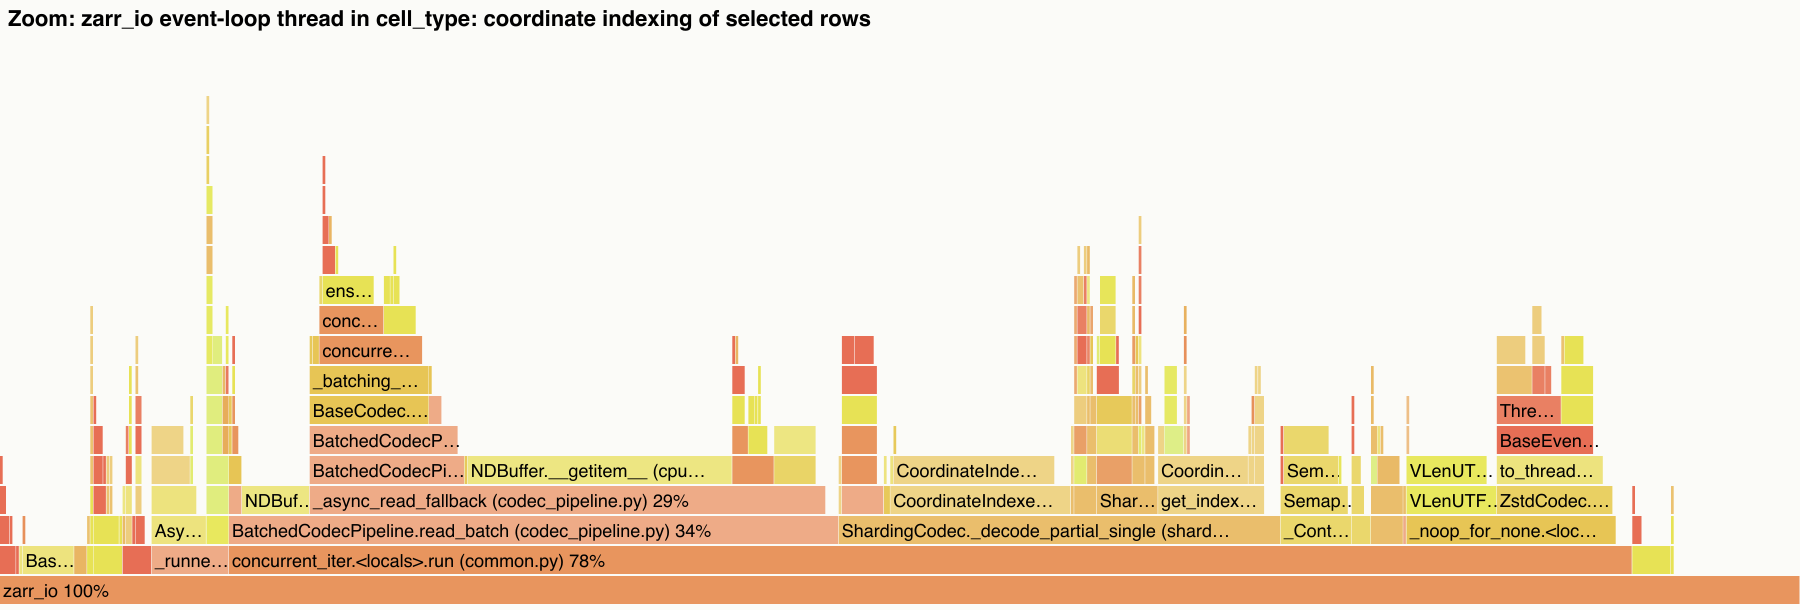 Zoom: zarr_io event-loop thread in cell_type: coordinate indexing of selected rows
ens…
conc…
concurre…
_batching_…
BaseCodec.… Thre…
BatchedCodecP… BaseEven…
BatchedCodecPi… NDBuffer.__getitem__ (cpu… CoordinateInde… Coordin… Sem… VLenUT… to_thread…
NDBuf… _async_read_fallback (codec_pipeline.py) 29% CoordinateIndexe… Shar… get_index… Semap… VLenUTF… ZstdCodec.…
Asy… BatchedCodecPipeline.read_batch (codec_pipeline.py) 34% ShardingCodec._decode_partial_single (shard… _Cont… _noop_for_none.<loc…
Bas… _runne… concurrent_iter.<locals>.run (common.py) 78%
zarr_io 100%